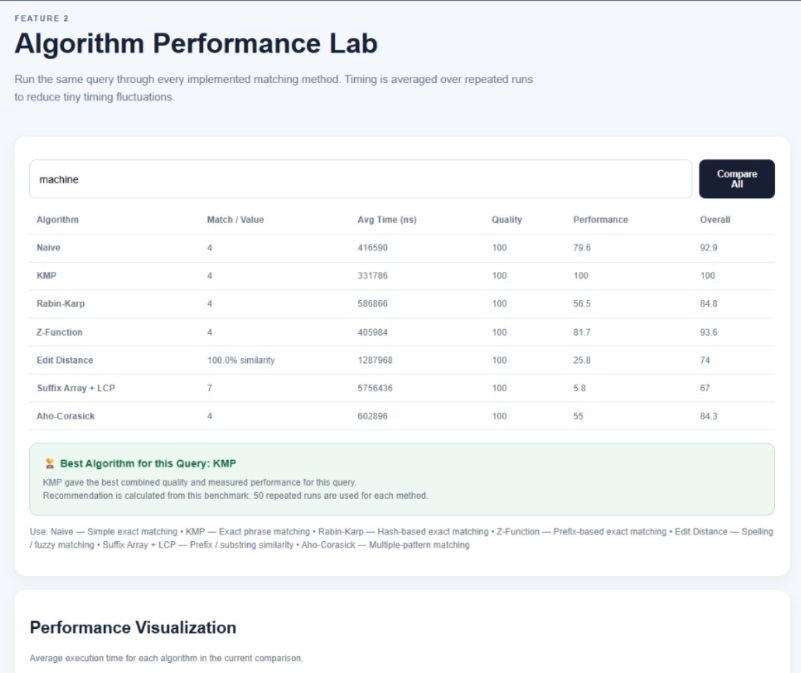 FEATURE 2
Algorithm Performance Lab
Run the same query through every implemented matching method. Timing is averaged over repeated runs
to reduce tiny timing fluctuations.
machine
Compare
All
Algorithm Match / Value Avg Time (ns) Quality Performance Overall
Naive 4 416590 100 79.6 92.9
KMP 4 331786 100 100 100
Rabin-Karp 4 586866 100 56.5 84.8
Z-Function 4 405984 100 81.7 93.6
Edit Distance 100.0% similarity 1287968 100 25.8 74
Suffix Array + LCP 7 5756436 100 5.8 67
Aho-Corasick 4 602896 100 55 84.3
🏆 Best Algorithm for this Query: KMP
KMP gave the best combined quality and measured performance for this query.
Recommendation is calculated from this benchmark. 50 repeated runs are used for each method.
Use: Naive — Simple exact matching • KMP — Exact phrase matching • Rabin-Karp — Hash-based exact matching • Z-Function — Prefix-based exact matching • Edit Distance — Spelling
/ fuzzy matching • Suffix Array + LCP — Prefix / substring similarity • Aho-Corasick — Multiple-pattern matching
Performance Visualization
Average execution time for each algorithm in the current comparison.